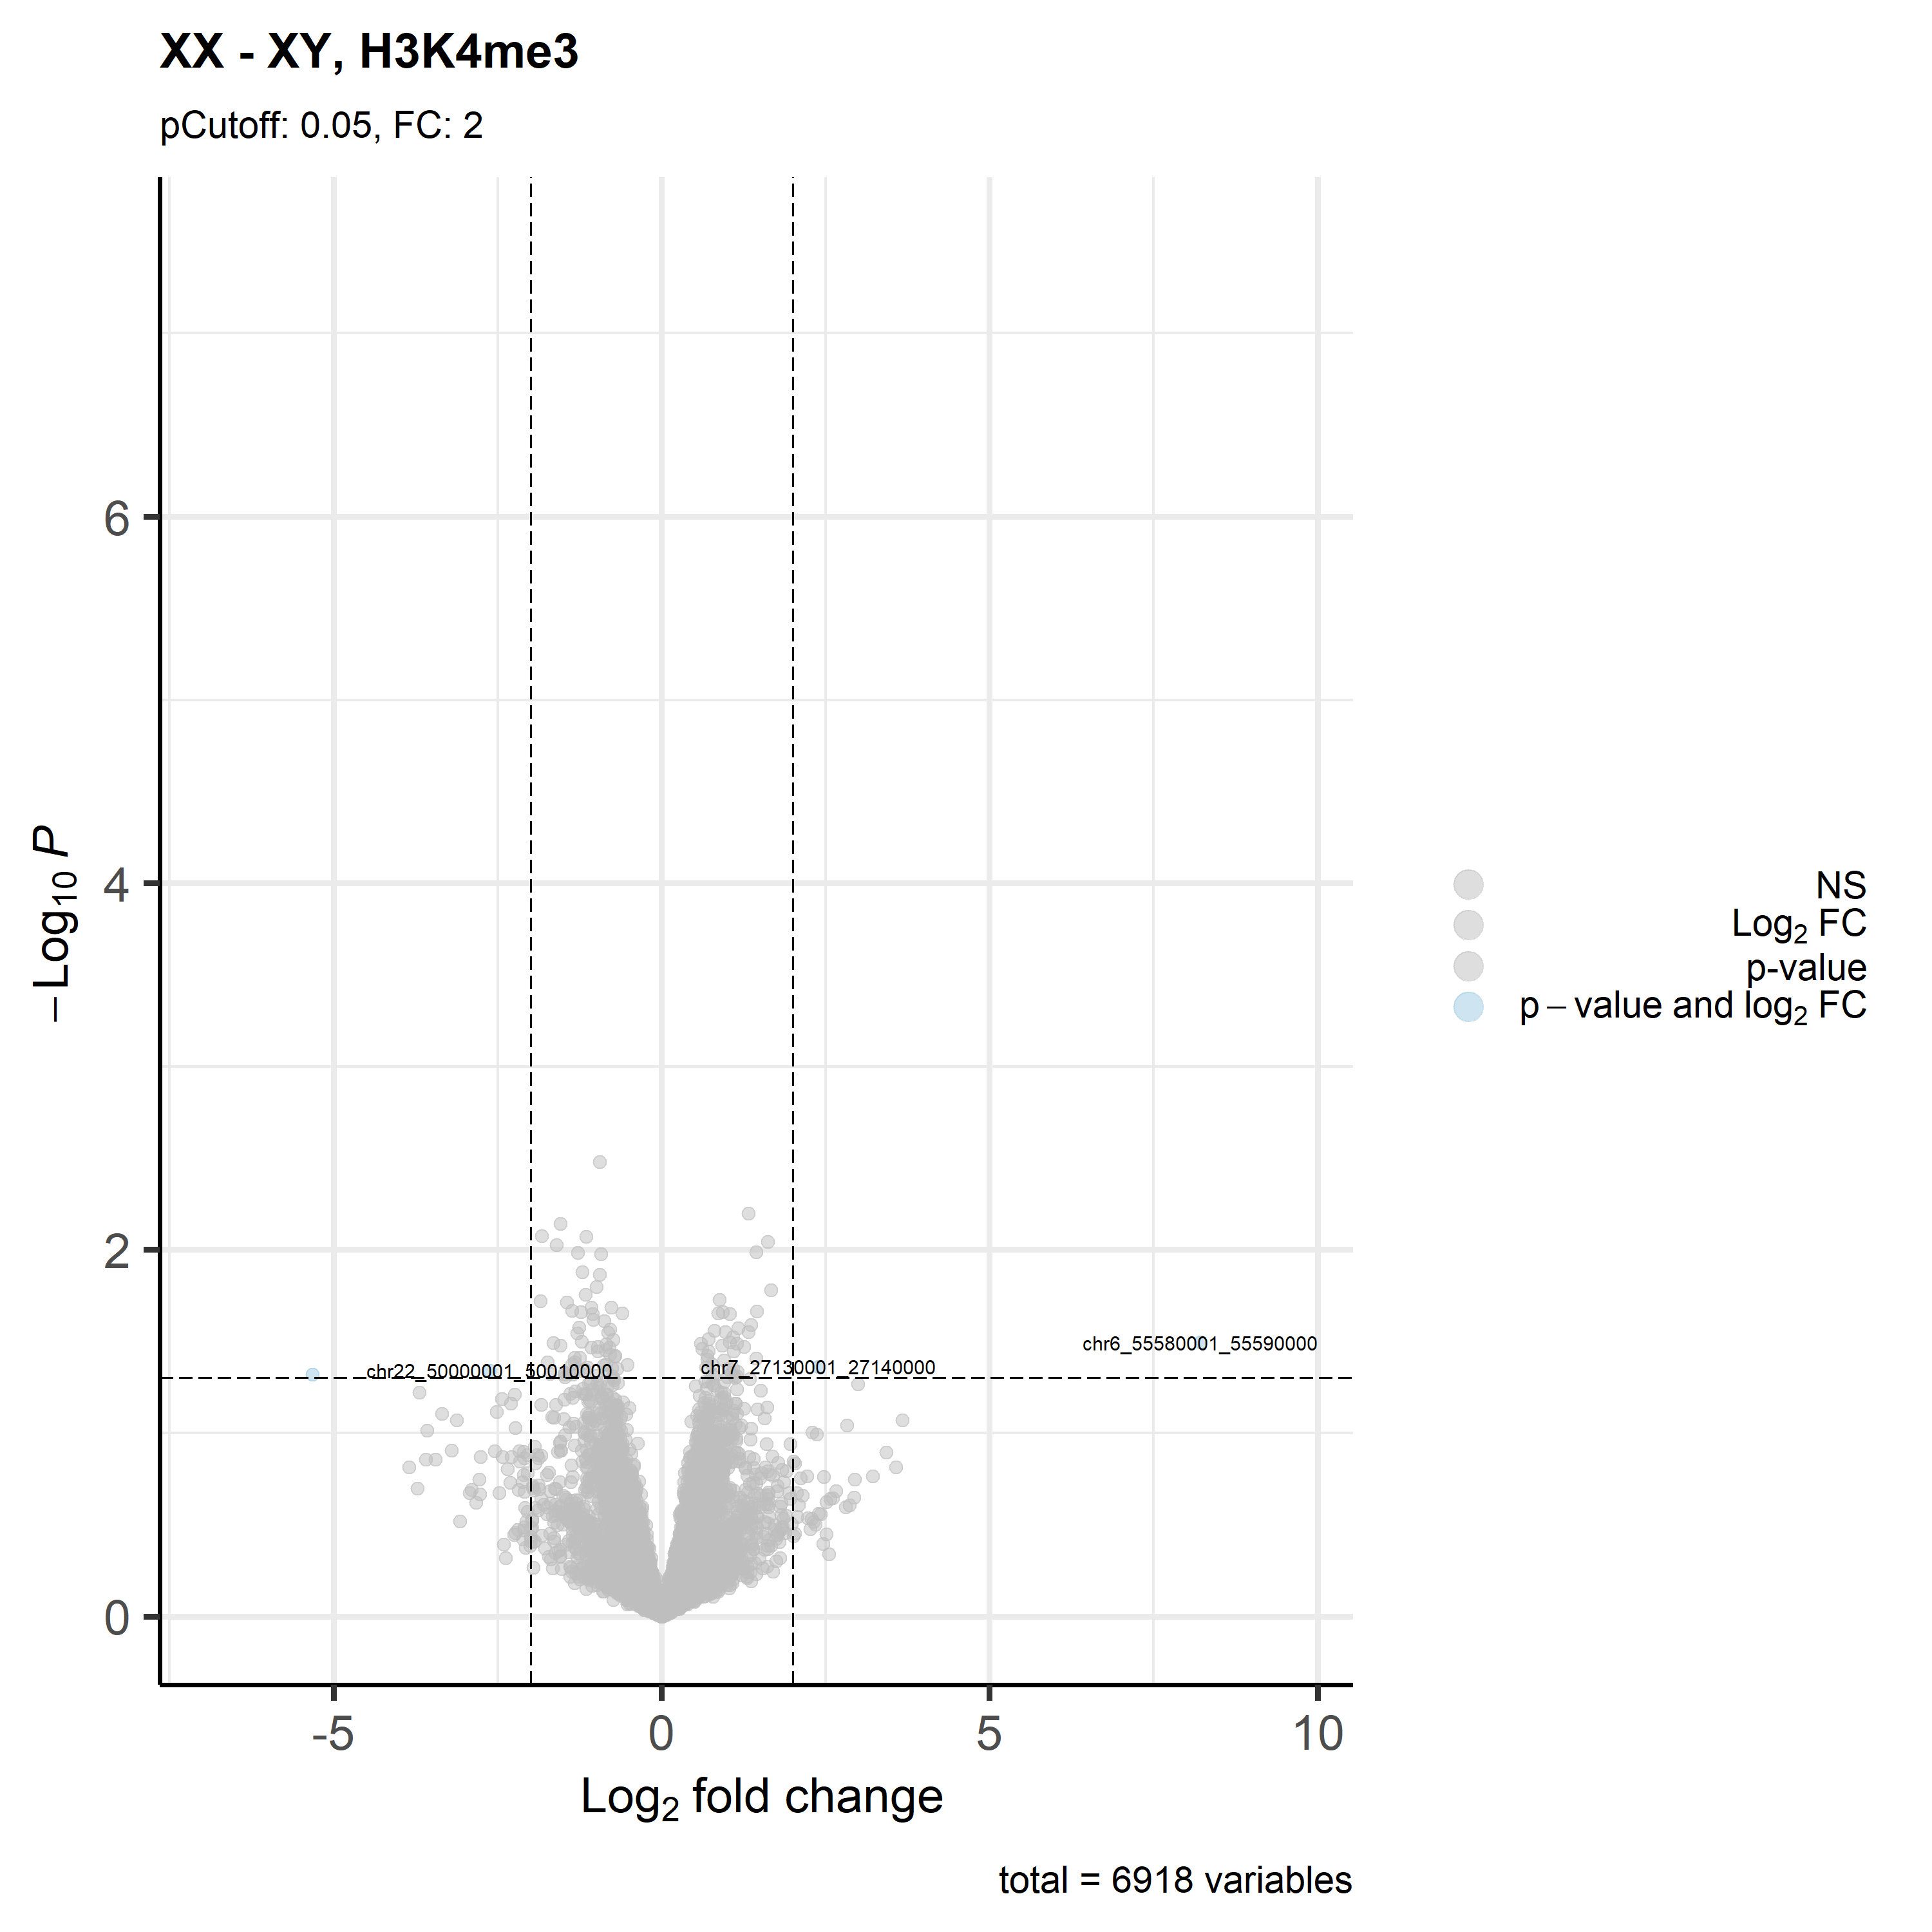 XX - XY, H3K4me3
pCutoff: 0.05, FC: 2
6
4
2
0
−Log₁₀ P
chr6_55580001_55590000
chr22_50000001_50010000
chr7_27130001_27140000
NS
Log₂ FC
p-value
p − value and log₂ FC
-5 0 5 10
Log₂ fold change
total = 6918 variables